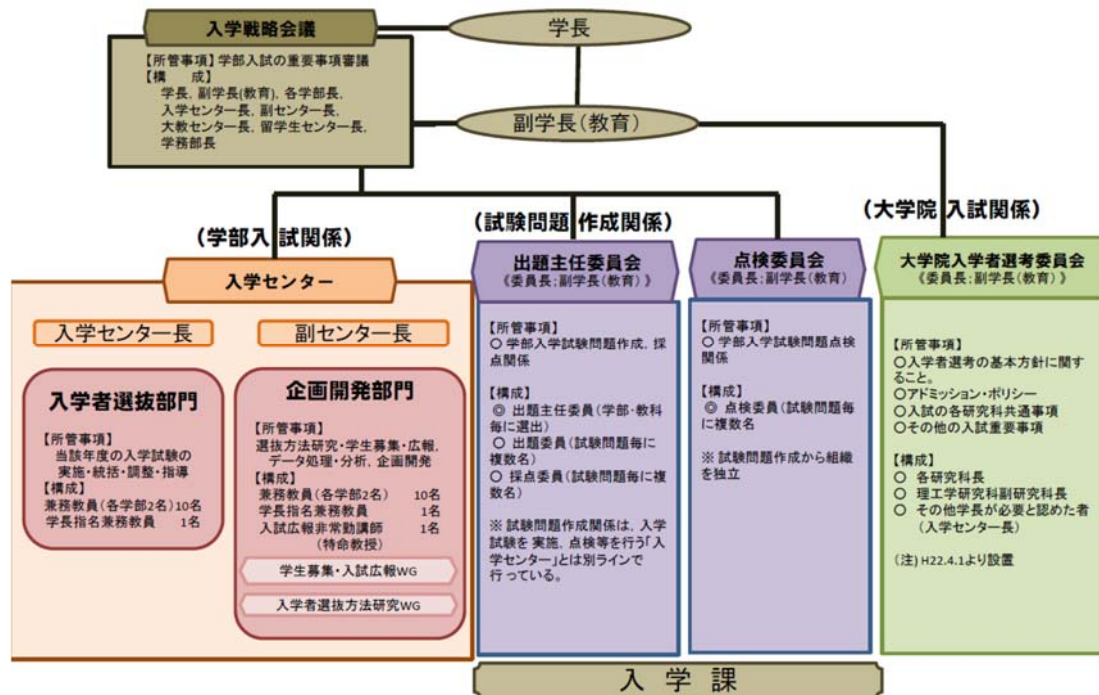 入学戦略会議
学長
【所管事項】学部入試の重要事項審議
【構　成】
学長, 副学長(教育), 各学部長,
入学センター長, 副センター長,
大教センター長, 留学生センター長,
学務部長
副学長(教育)
(学部入試関係)
(試験問題 作成関係)
(大学院 入試関係)
入学センター
入学センター長
副センター長
入学者選抜部門
【所管事項】
当該年度の入学試験の
実施・統括・調整・指導
【構成】
兼務教員(各学部2名)10名
学長指名兼務教員　1名
企画開発部門
【所管事項】
選抜方法研究・学生募集・広報,
データ処理・分析, 企画開発
【構成】
兼務教員(各学部2名)　10名
学長指名兼務教員　1名
入試広報非常勤講師　1名
(特命教授)
学生募集・入試広報WG
入学者選抜方法研究WG
出題主任委員会
《委員長;副学長(教育) 》
【所管事項】
○ 学部入学試験問題作成, 採
点関係
【構成】
◎ 出題主任委員(学部・教科
毎に選出)
○ 出題委員(試験問題毎に
複数名)
○ 採点委員(試験問題毎に複
数名)
※ 試験問題作成関係は, 入学
試験を 実施, 点検等を行う「入
学センター」とは別ラインで
行っている。
点検委員会
《委員長;副学長(教育) 》
【所管事項】
○ 学部入学試験問題点検
関係
【構成】
◎ 点検委員(試験問題毎
に複数名)
※ 試験問題作成から組織
を独立
大学院入学者選考委員会
《委員長;副学長(教育) 》
【所管事項】
○入学者選考の基本方針に関す
ること。
○アドミッション・ポリシー
○入試の各研究科共通事項
○その他の入試重要事項
【構成】
○ 各研究科長
○ 理工学研究科副研究科長
○ その他学長が必要と認めた者
(入学センター長)
(注) H22.4.1より設置
入 学 課